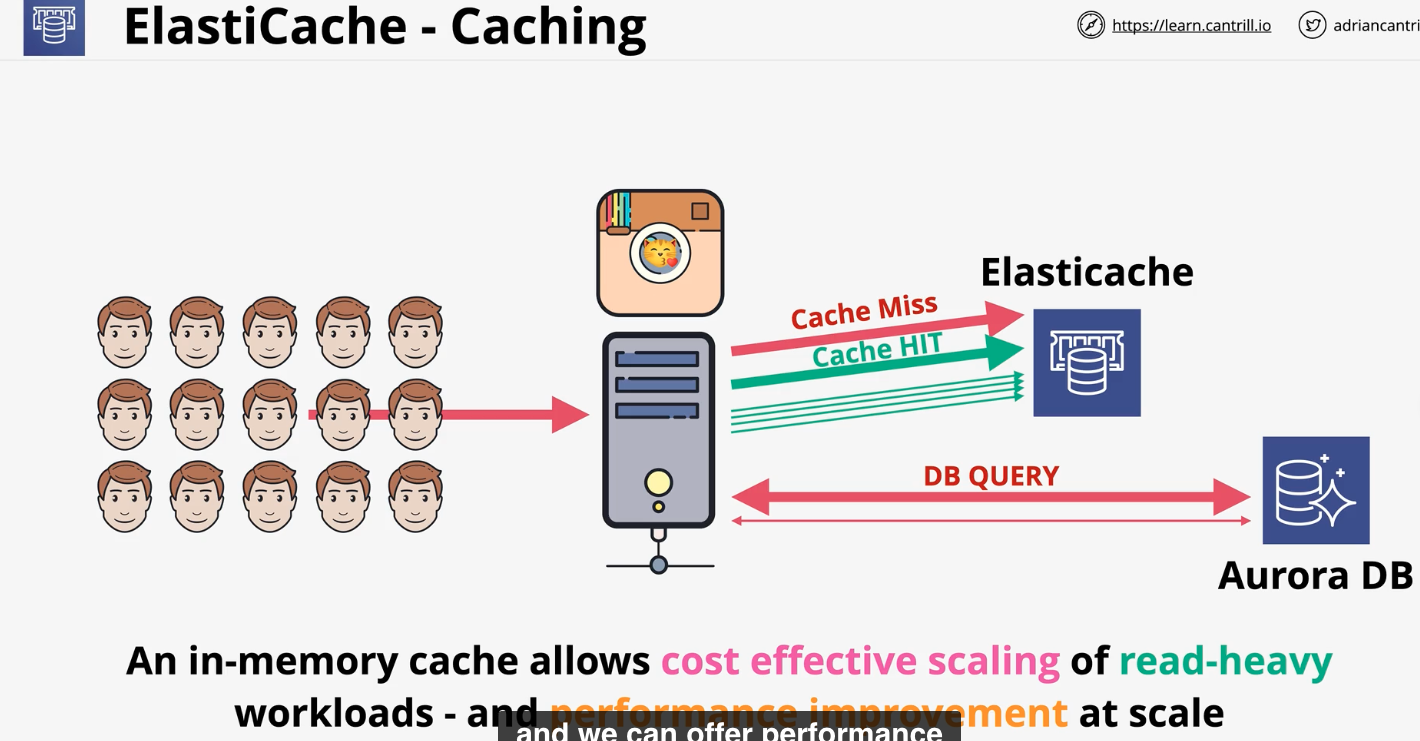 ElastiCache - Caching
https://learn.cantrill.io
adriancantri
Elasticache
Cache Miss
Cache HIT
DB QUERY
Aurora DB
An in-memory cache allows cost effective scaling of read-heavy
workloads - and performance improvement at scale
and we can offer performance